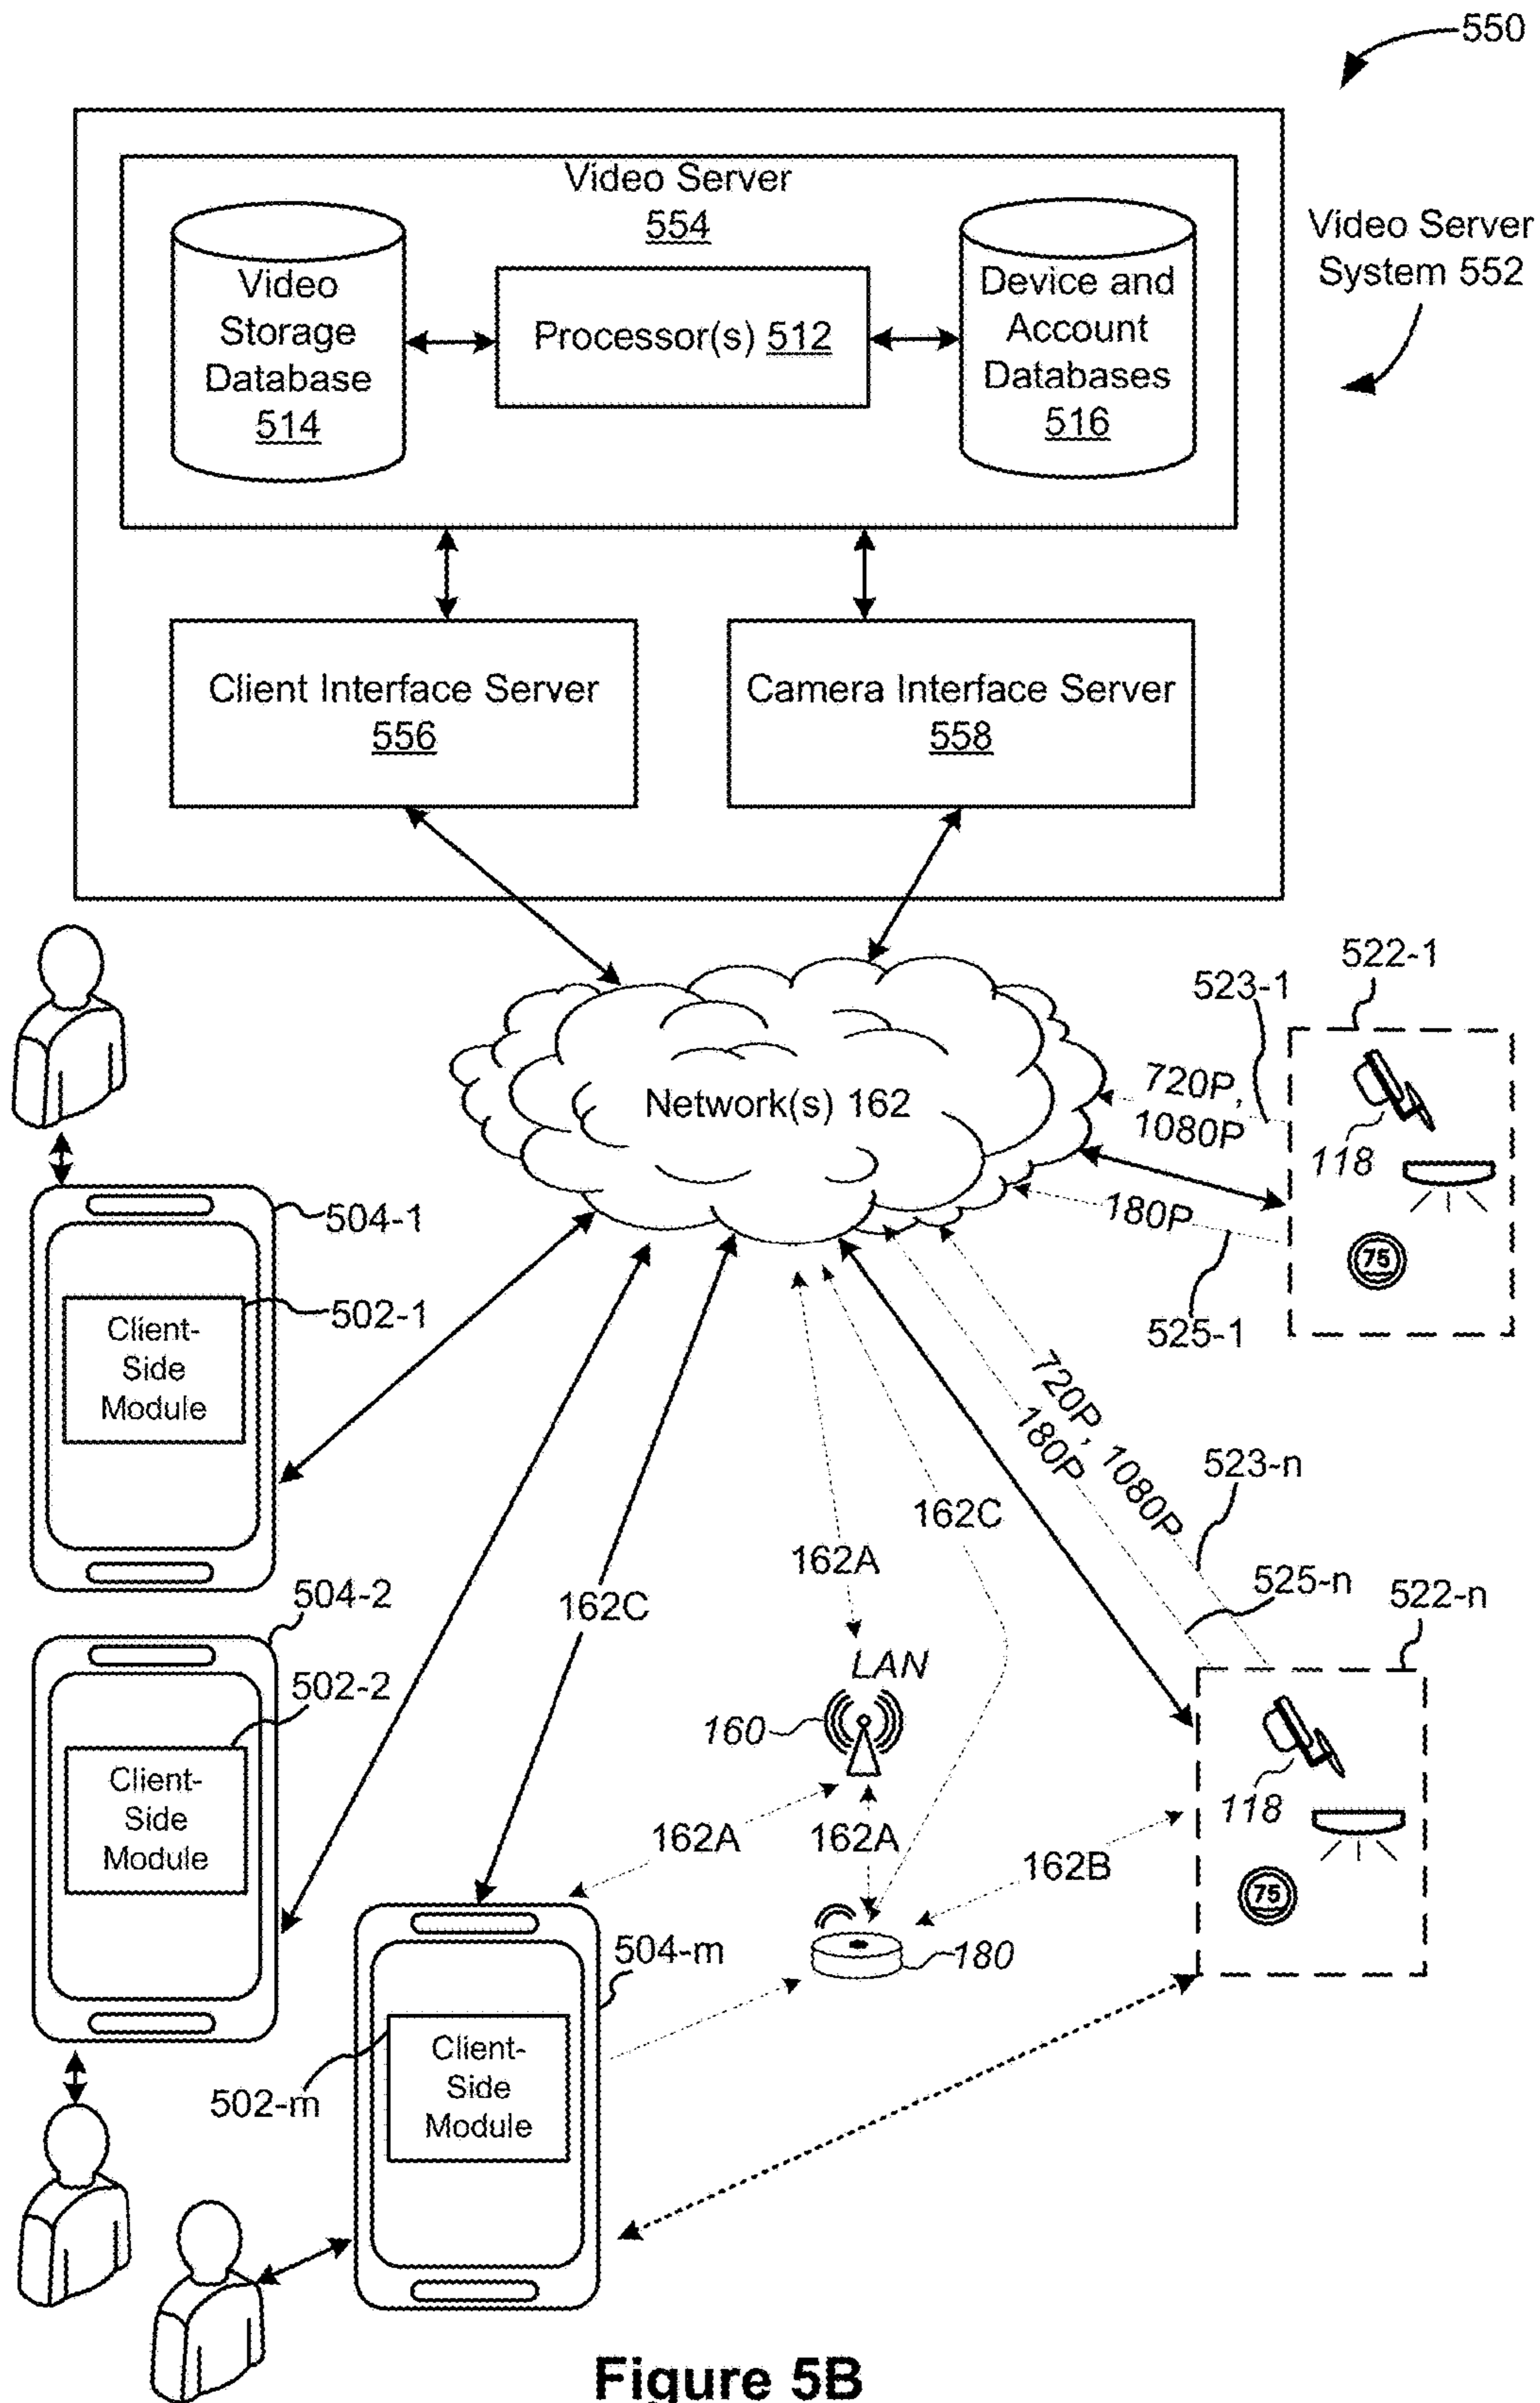 550
Video Server
554
Video Server
System 552
Video
Storage
Database
514
Processor(s) 512
Device and
Account
Databases
516
Client Interface Server
556
Camera Interface Server
558
522-1
523-1
720P,
1080P
118
Network(s) 162
180P
75
525-1
504-1
502-1
Client-
Side
Module
720P, 1080P
180P
523-n
162C
162A
525-n
522-n
504-2
162C
LAN
502-2
160
Client-
Side
Module
118
162A
162A
162B
75
504-m
180
Client-
Side
Module
502-m
Figure 5B